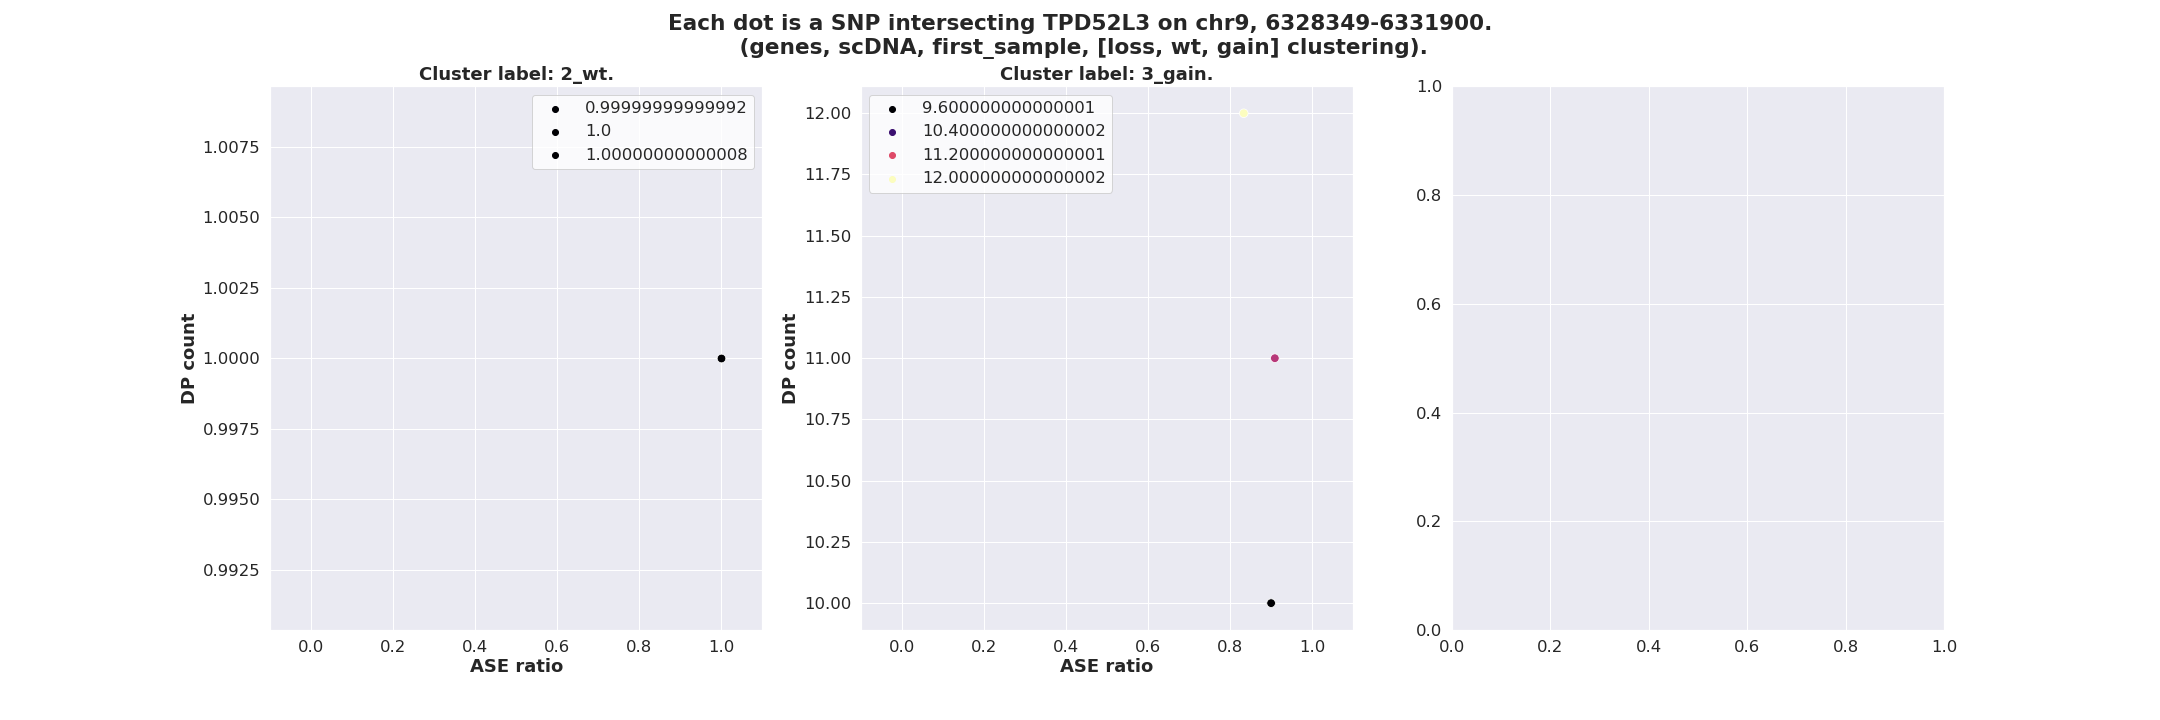 Each dot is a SNP intersecting TPD52L3 on chr9, 6328349-6331900.
(genes, scDNA, first_sample, [loss, wt, gain] clustering).
Cluster label: 2_wt.
0.99999999999992
1.0
1.00000000000008
1.0075
1.0050
1.0025
1.0000
0.9975
0.9950
0.9925
DP count
0.0 0.2 0.4 0.6 0.8 1.0
ASE ratio
Cluster label: 3_gain.
9.600000000000001
10.400000000000002
11.200000000000001
12.000000000000002
12.00
11.75
11.50
11.25
11.00
10.75
10.50
10.25
10.00
DP count
0.0 0.2 0.4 0.6 0.8 1.0
ASE ratio
1.0
0.8
0.6
0.4
0.2
0.0
0.0 0.2 0.4 0.6 0.8 1.0